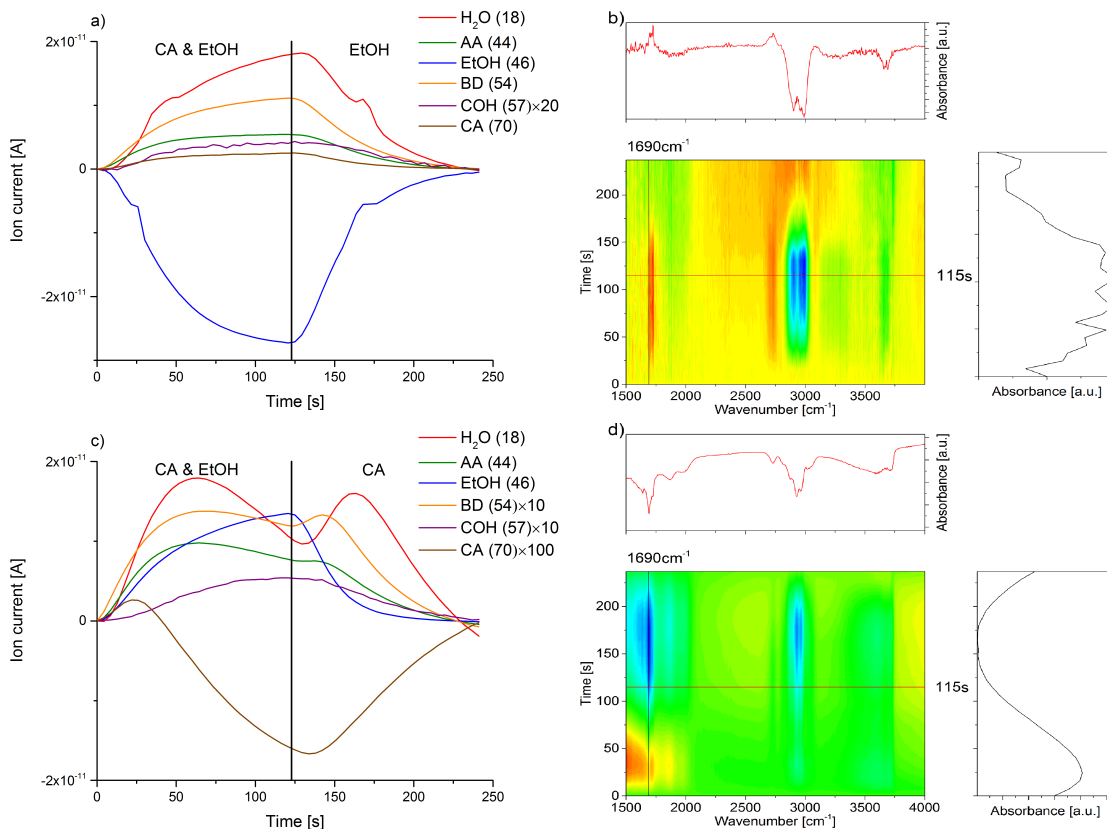 a)
CA & EtOH
EtOH
H₂O (18)
AA (44)
EtOH (46)
BD (54)
COH (57)×20
CA (70)
2x10⁻¹¹
0
-2x10⁻¹¹
Ion current [A]
0 50 100 150 200 250
Time [s]
b)
Absorbance [a.u.]
1690cm⁻¹
200
150
100
50
0
Time [s]
115s
1500 2000 2500 3000 3500 4000
Wavenumber [cm⁻¹]
Absorbance [a.u.]
c)
CA & EtOH
CA
H₂O (18)
AA (44)
EtOH (46)
BD (54)×10
COH (57)×10
CA (70)×100
2x10⁻¹¹
0
-2x10⁻¹¹
Ion current [A]
0 50 100 150 200 250
Time [s]
d)
Absorbance [a.u.]
1690cm⁻¹
200
150
100
50
0
Time [s]
115s
1500 2000 2500 3000 3500 4000
Wavenumber [cm⁻¹]
Absorbance [a.u.]